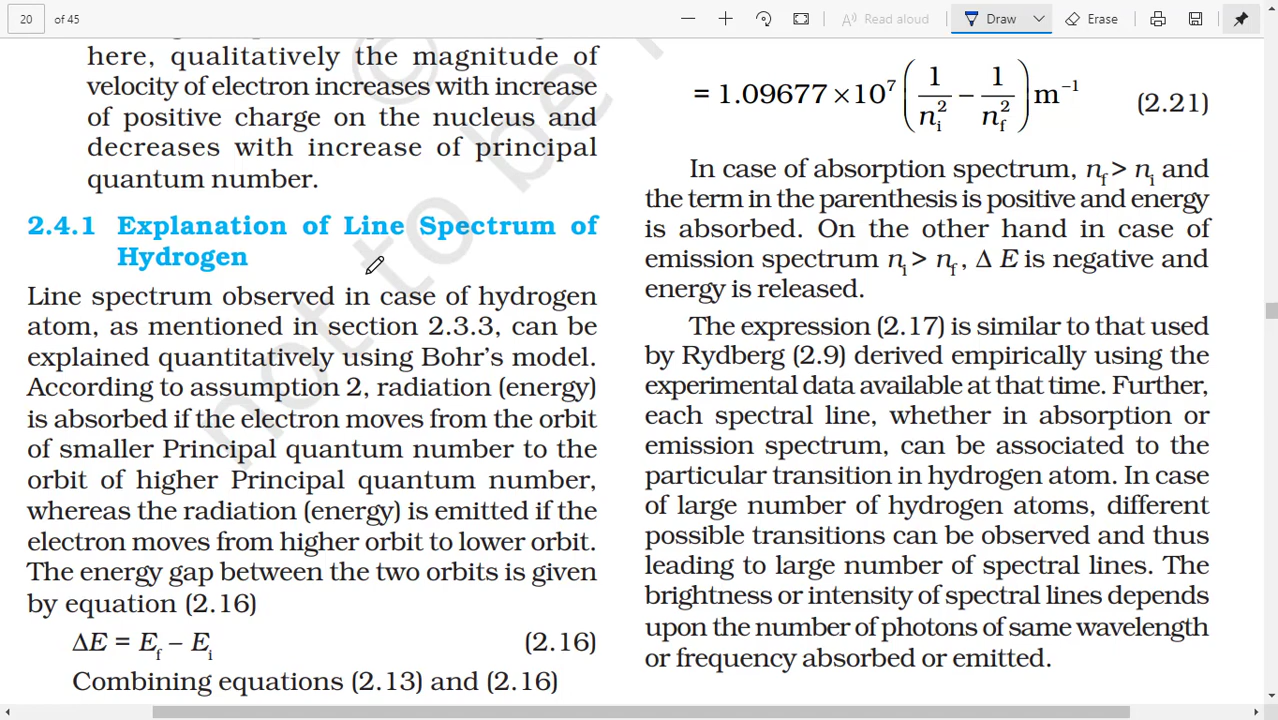 20 of 45
Read aloud
Draw
Erase
here, qualitatively the magnitude of
velocity of electron increases with increase
of positive charge on the nucleus and
decreases with increase of principal
quantum number.
2.4.1 Explanation of Line Spectrum of
Hydrogen
Line spectrum observed in case of hydrogen
atom, as mentioned in section 2.3.3, can be
explained quantitatively using Bohr's model.
According to assumption 2, radiation (energy)
is absorbed if the electron moves from the orbit
of smaller Principal quantum number to the
orbit of higher Principal quantum number,
whereas the radiation (energy) is emitted if the
electron moves from higher orbit to lower orbit.
The energy gap between the two orbits is given
by equation (2.16)
ΔE = E_f – E_i (2.16)
Combining equations (2.13) and (2.16)
= 1.09677 ×10⁷ (1/n_i² − 1/n_f²) m⁻¹ (2.21)
In case of absorption spectrum, n_f > n_i and
the term in the parenthesis is positive and energy
is absorbed. On the other hand in case of
emission spectrum n_i > n_f, Δ E is negative and
energy is released.
The expression (2.17) is similar to that used
by Rydberg (2.9) derived empirically using the
experimental data available at that time. Further,
each spectral line, whether in absorption or
emission spectrum, can be associated to the
particular transition in hydrogen atom. In case
of large number of hydrogen atoms, different
possible transitions can be observed and thus
leading to large number of spectral lines. The
brightness or intensity of spectral lines depends
upon the number of photons of same wavelength
or frequency absorbed or emitted.
© not to be